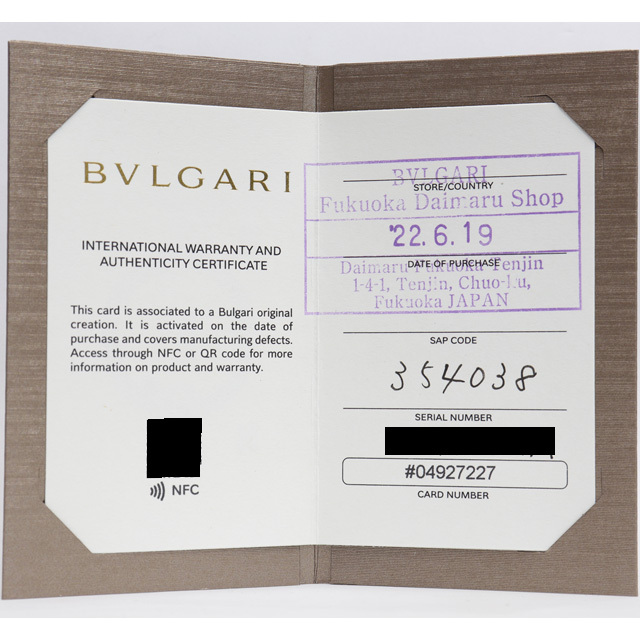 BVLGARI
INTERNATIONAL WARRANTY AND
AUTHENTICITY CERTIFICATE
This card is associated to a Bulgari original
creation. It is activated on the date of
purchase and covers manufacturing defects.
Access through NFC or QR code for more
information on product and warranty.
NFC
BVLGARI
STORE/COUNTRY
Fukuoka Daimaru Shop
'22.6.19
DATE OF PURCHASE
Daimaru Fukuoka Tenjin
1-4-1, Tenjin, Chuo-ku,
Fukuoka JAPAN
SAP CODE
354038
SERIAL NUMBER
#04927227
CARD NUMBER